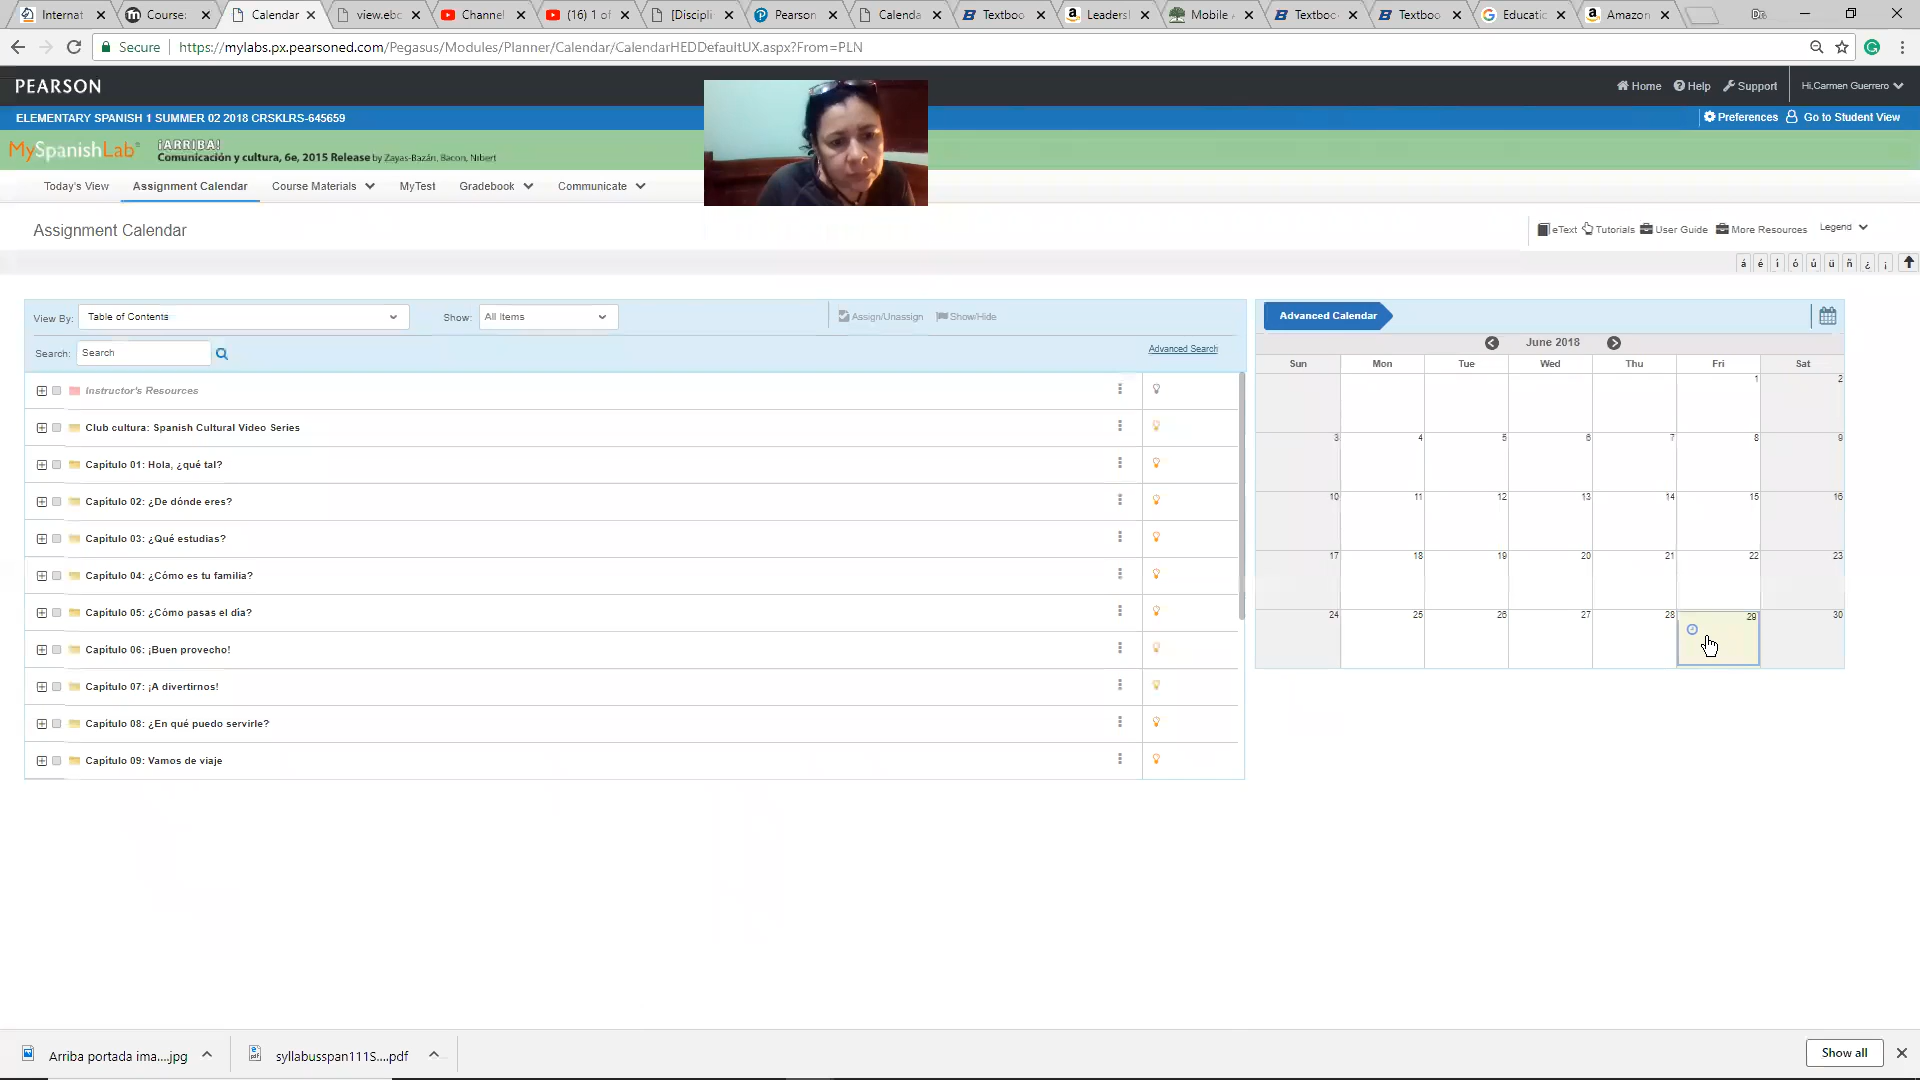 Internat
Course:
Calendar
view.ebc
Channel
(16) 1 of
[Discipli
Pearson
Calenda
Textboo
Leaders
Mobile
Textboo
Textboo
Educatic
Amazon
Secure
https://mylabs.px.pearsoned.com/Pegasus/Modules/Planner/Calendar/CalendarHEDDefaultUX.aspx?From=PLN
PEARSON
Home Help Support Hi,Carmen Guerrero
ELEMENTARY SPANISH 1 SUMMER 02 2018 CRSKLRS-645659
Preferences Go to Student View
MySpanishLab
¡ARRIBA!
Comunicación y cultura, 6e, 2015 Release by Zayas-Bazán, Bacon, Nibert
Today's View Assignment Calendar Course Materials MyTest Gradebook Communicate
Assignment Calendar
eText Tutorials User Guide More Resources Legend
á é í ó ú ü ñ ¿ ¡
View By: Table of Contents Show: All Items Assign/Unassign Show/Hide
Search: Search Advanced Search
Instructor's Resources
Club cultura: Spanish Cultural Video Series
Capítulo 01: Hola, ¿qué tal?
Capítulo 02: ¿De dónde eres?
Capítulo 03: ¿Qué estudias?
Capítulo 04: ¿Cómo es tu familia?
Capítulo 05: ¿Cómo pasas el día?
Capítulo 06: ¡Buen provecho!
Capítulo 07: ¡A divertirnos!
Capítulo 08: ¿En qué puedo servirle?
Capítulo 09: Vamos de viaje
Advanced Calendar
June 2018
Sun Mon Tue Wed Thu Fri Sat
1 2
3 4 5 6 7 8 9
10 11 12 13 14 15 16
17 18 19 20 21 22 23
24 25 26 27 28 29 30
Arriba portada ima....jpg
syllabusspan111S....pdf
Show all